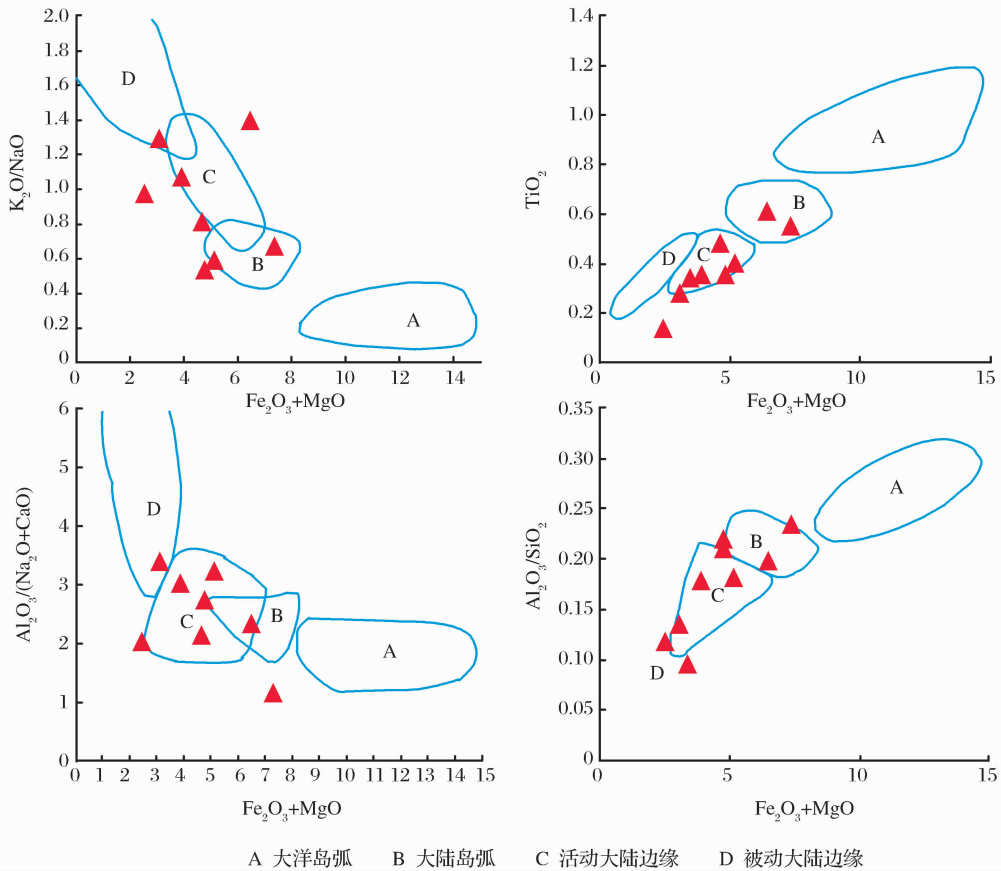 K₂O/NaO
2.0
1.8
1.6
1.4
1.2
1.0
0.8
0.6
0.4
0.2
0
D
C
B
A
0 2 4 6 8 10 12 14
Fe₂O₃+MgO
TiO₂
1.4
1.2
1.0
0.8
0.6
0.4
0.2
0
A
B
D
C
0 5 10 15
Fe₂O₃+MgO
Al₂O₃/(Na₂O+CaO)
6
5
4
3
2
1
0
D
C
B
A
0 1 2 3 4 5 6 7 8 9 10 11 12 13 14 15
Fe₂O₃+MgO
Al₂O₃/SiO₂
0.35
0.30
0.25
0.20
0.15
0.10
0.05
0
A
B
C
D
0 5 10 15
Fe₂O₃+MgO
A 大洋岛弧 B 大陆岛弧 C 活动大陆边缘 D 被动大陆边缘